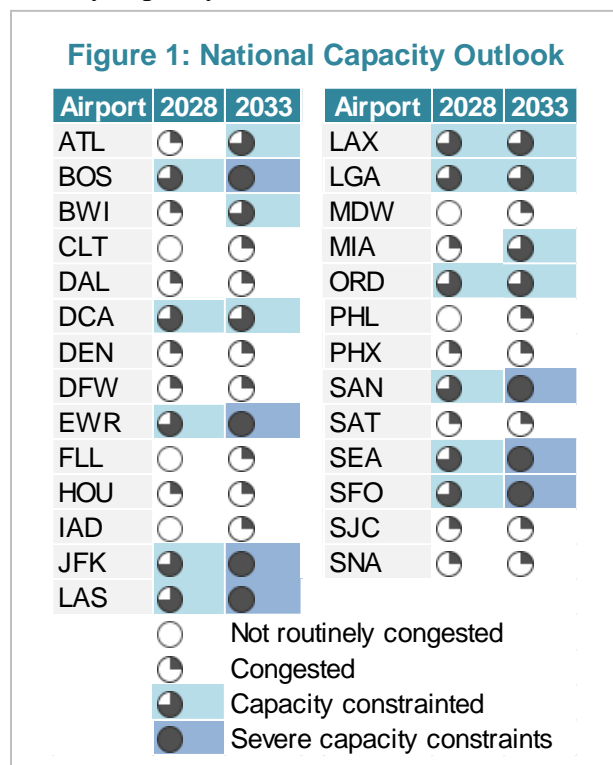 Figure 1: National Capacity Outlook
Airport 2028 2033
ATL
BOS
BWI
CLT
DAL
DCA
DEN
DFW
EWR
FLL
HOU
IAD
JFK
LAS
Airport 2028 2033
LAX
LGA
MDW
MIA
ORD
PHL
PHX
SAN
SAT
SEA
SFO
SJC
SNA
Not routinely congested
Congested
Capacity constrainted
Severe capacity constraints